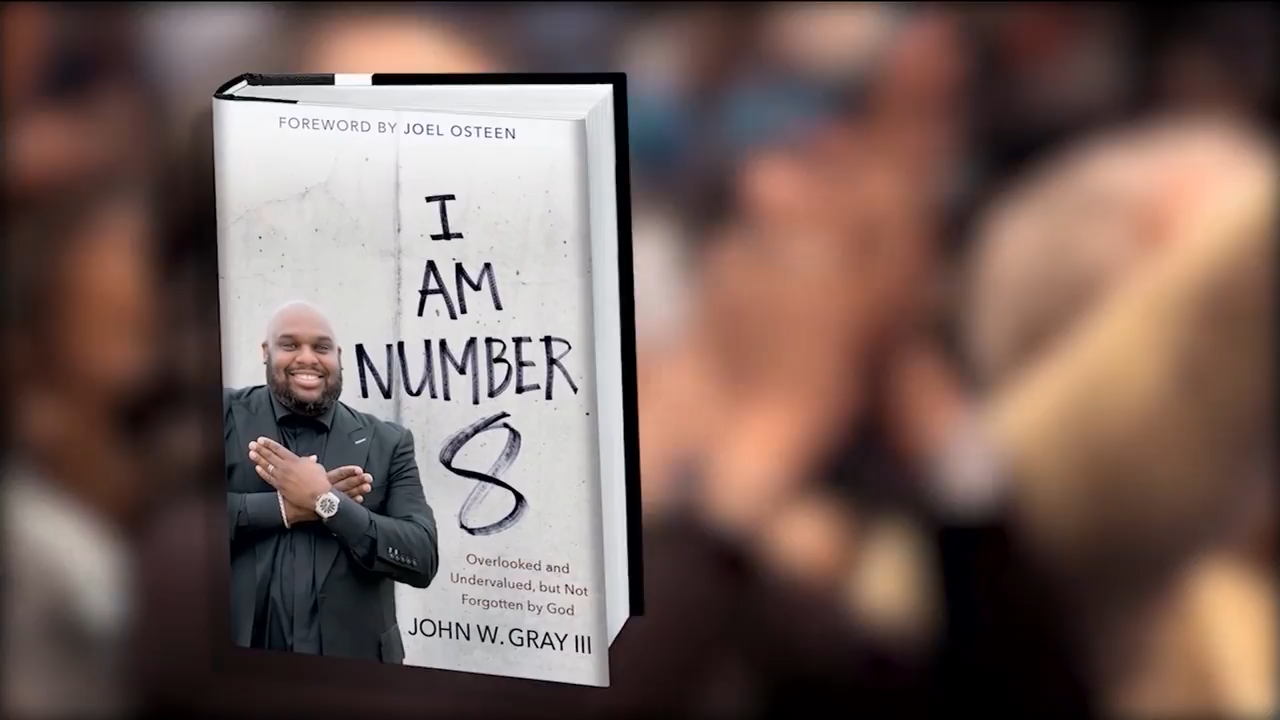 FOREWORD BY JOEL OSTEEN
I
AM
NUMBER
8
Overlooked and
Undervalued, but Not
Forgotten by God
JOHN W. GRAY III